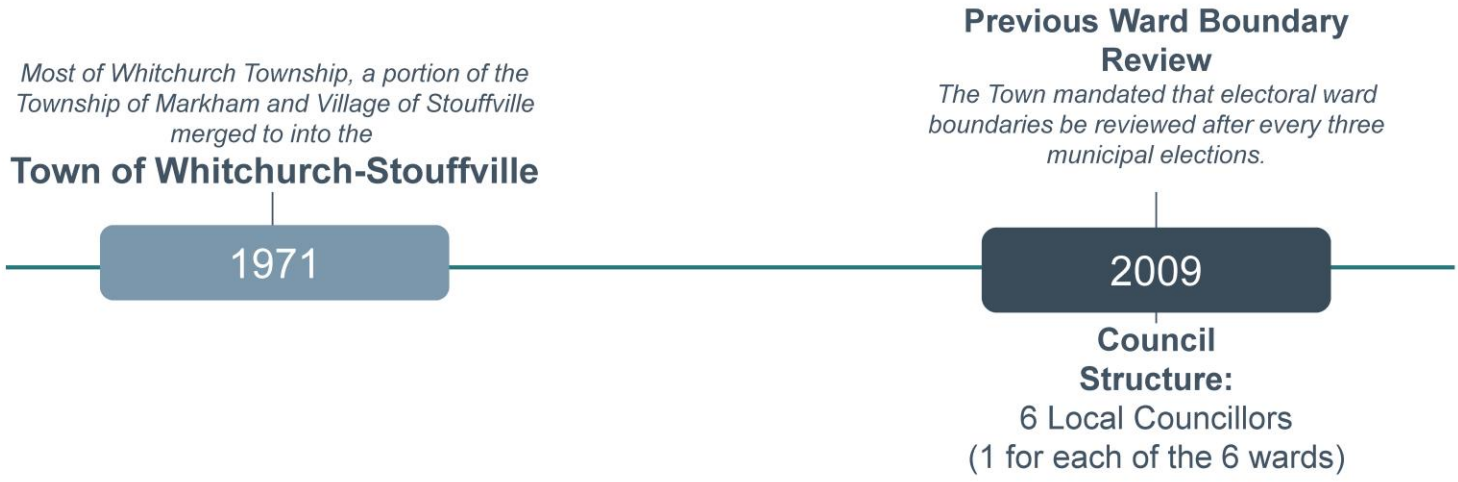 Most of Whitchurch Township, a portion of the
Township of Markham and Village of Stouffville
merged to into the
Town of Whitchurch-Stouffville
1971
Previous Ward Boundary
Review
The Town mandated that electoral ward
boundaries be reviewed after every three
municipal elections.
2009
Council
Structure:
6 Local Councillors
(1 for each of the 6 wards)